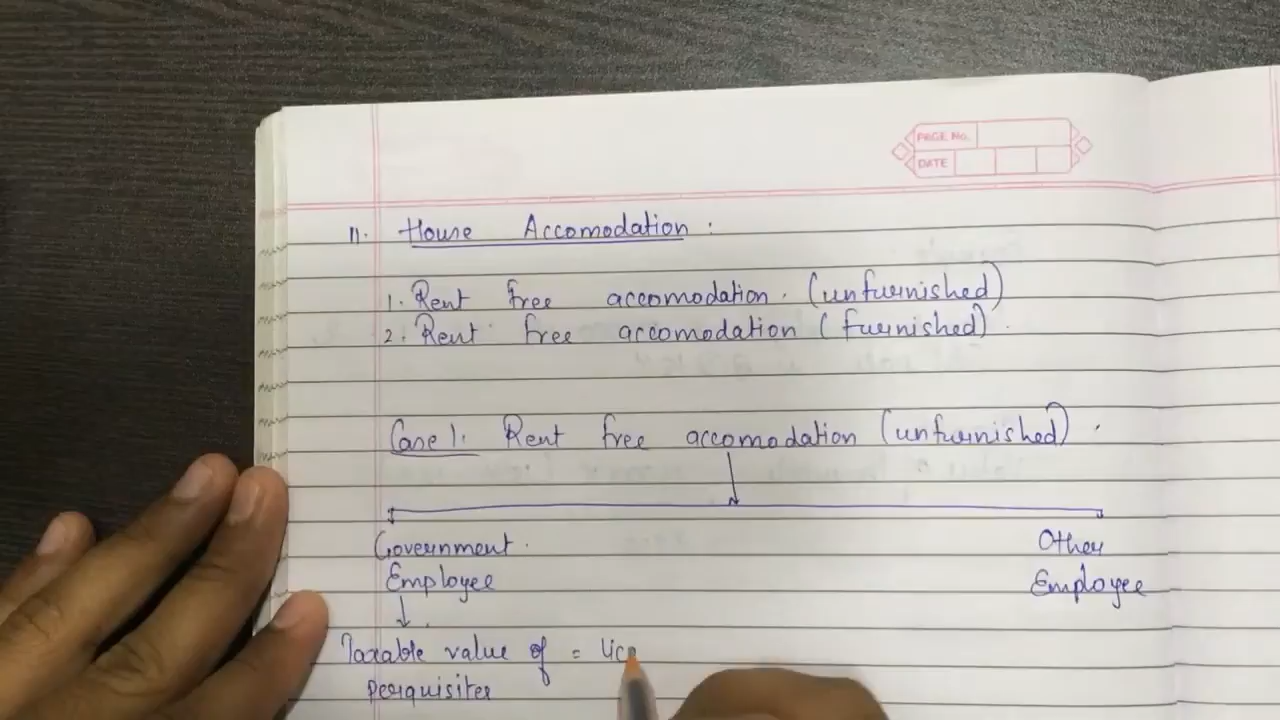 PAGE No.
DATE
11. House Accomodation :
1. Rent free accomodation. (unfurnished)
2. Rent free accomodation (furnished).
Case 1: Rent free accomodation (unfurnished).
Government. Other
Employee Employee
Taxable value of = Lic
perquisites